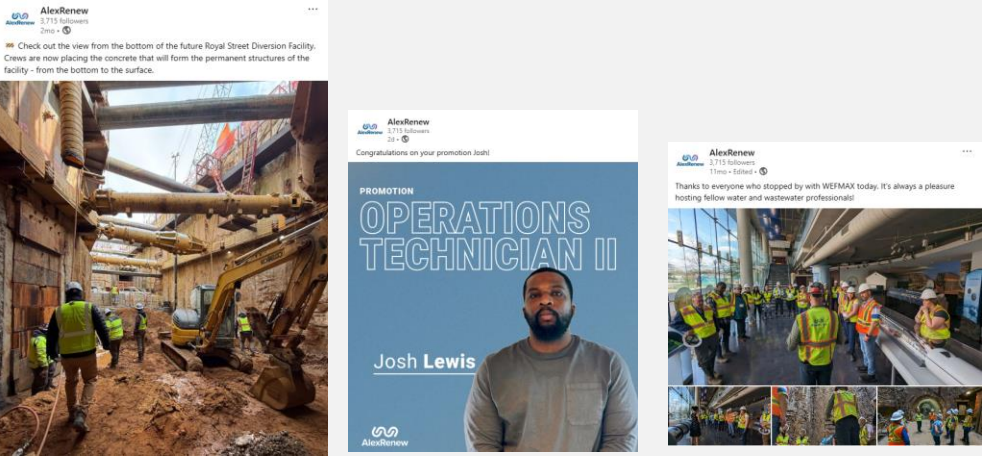 AlexRenew
3,715 followers
2mo •
Check out the view from the bottom of the future Royal Street Diversion Facility.
Crews are now placing the concrete that will form the permanent structures of the
facility - from the bottom to the surface.
AlexRenew
AlexRenew
3,715 followers
2d •
Congratulations on your promotion Josh!
PROMOTION
OPERATIONS
TECHNICIAN II
Josh Lewis
AlexRenew
AlexRenew
AlexRenew
3,715 followers
11mo • Edited •
Thanks to everyone who stopped by with WEFMAX today. It's always a pleasure
hosting fellow water and wastewater professionals!
AlexRenew